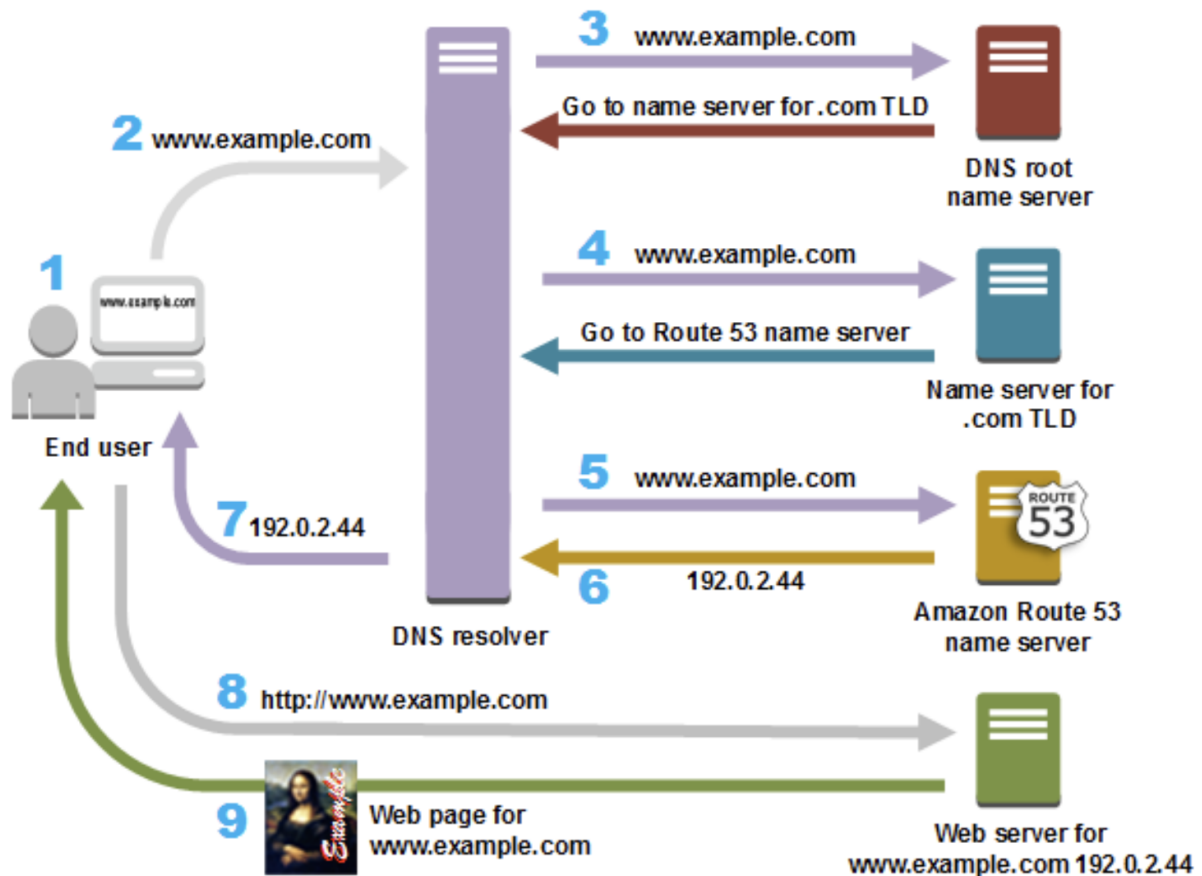 3 www.example.com
Go to name server for .com TLD
DNS root
name server
2 www.example.com
1
www.example.com
End user
4 www.example.com
Go to Route 53 name server
Name server for
.com TLD
5 www.example.com
ROUTE
53
6 192.0.2.44
Amazon Route 53
name server
7 192.0.2.44
DNS resolver
8 http://www.example.com
9
Example
Web page for
www.example.com
Web server for
www.example.com 192.0.2.44